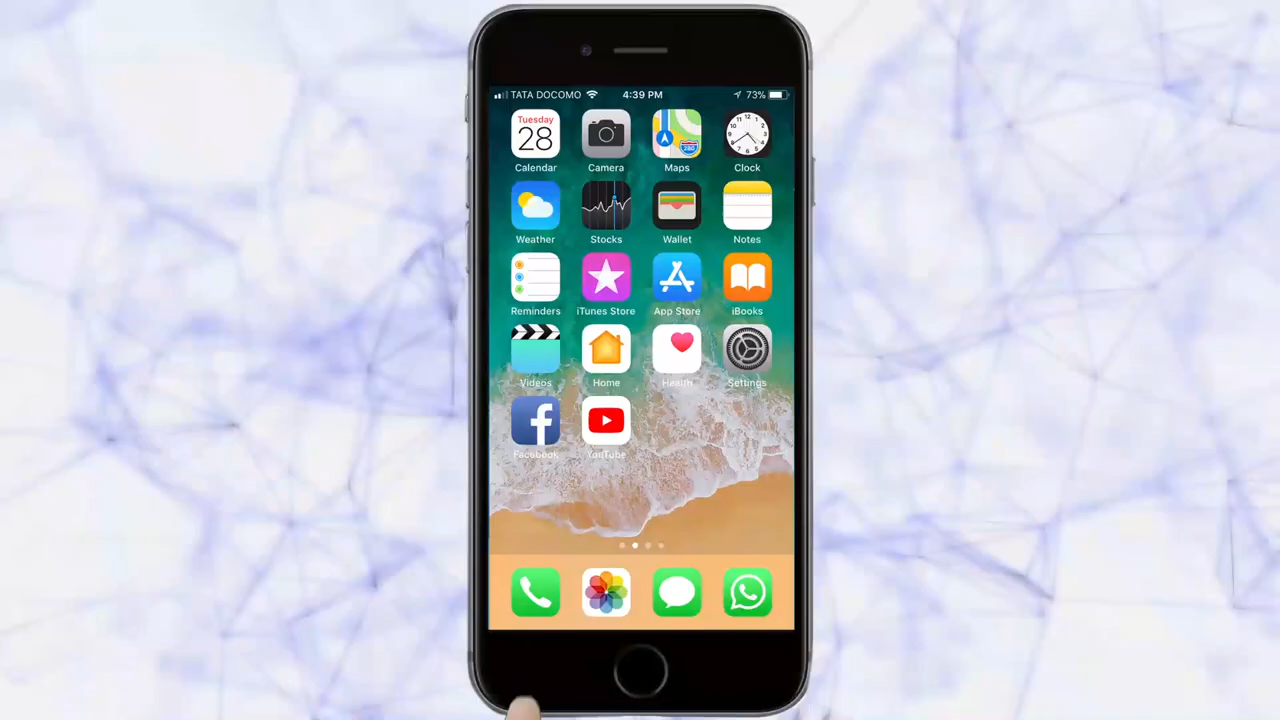 TATA DOCOMO 4:39 PM 73%
Tuesday
28
Calendar Camera Maps Clock
Weather Stocks Wallet Notes
Reminders iTunes Store App Store iBooks
Videos Home Health Settings
Facebook YouTube